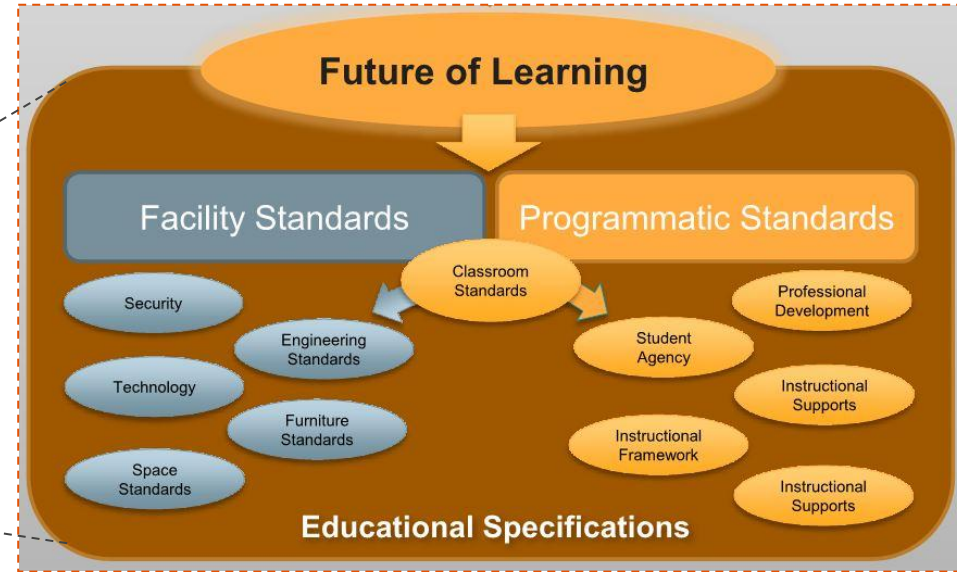 Future of Learning
Facility Standards
Programmatic Standards
Classroom
Standards
Security
Engineering
Standards
Technology
Furniture
Standards
Space
Standards
Professional
Development
Student
Agency
Instructional
Supports
Instructional
Framework
Instructional
Supports
Educational Specifications